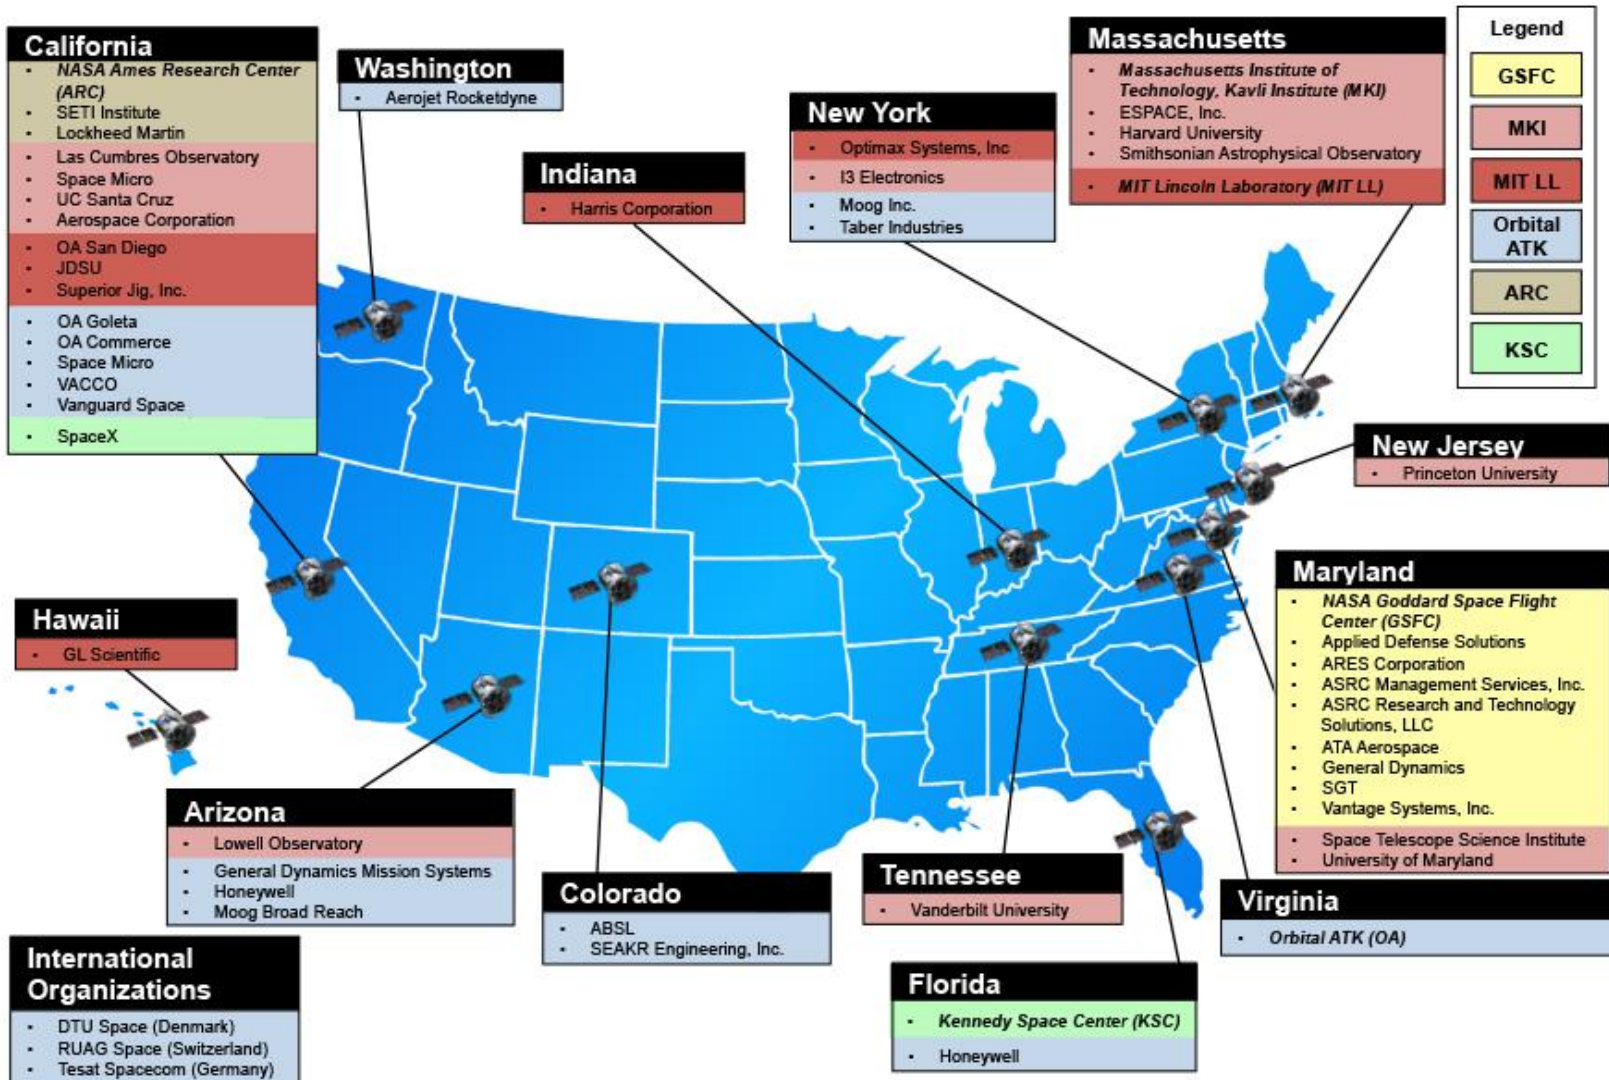 California
• NASA Ames Research Center
(ARC)
• SETI Institute
• Lockheed Martin
• Las Cumbres Observatory
• Space Micro
• UC Santa Cruz
• Aerospace Corporation
• OA San Diego
• JDSU
• Superior Jig, Inc.
• OA Goleta
• OA Commerce
• Space Micro
• VACCO
• Vanguard Space
• SpaceX
Washington
• Aerojet Rocketdyne
Indiana
• Harris Corporation
New York
• Optimax Systems, Inc
• I3 Electronics
• Moog Inc.
• Taber Industries
Massachusetts
• Massachusetts Institute of
Technology, Kavli Institute (MKI)
• ESPACE, Inc.
• Harvard University
• Smithsonian Astrophysical Observatory
• MIT Lincoln Laboratory (MIT LL)
Legend
GSFC
MKI
MIT LL
Orbital
ATK
ARC
KSC
New Jersey
• Princeton University
Maryland
• NASA Goddard Space Flight
Center (GSFC)
• Applied Defense Solutions
• ARES Corporation
• ASRC Management Services, Inc.
• ASRC Research and Technology
Solutions, LLC
• ATA Aerospace
• General Dynamics
• SGT
• Vantage Systems, Inc.
• Space Telescope Science Institute
• University of Maryland
Hawaii
• GL Scientific
Arizona
• Lowell Observatory
• General Dynamics Mission Systems
• Honeywell
• Moog Broad Reach
Colorado
• ABSL
• SEAKR Engineering, Inc.
Tennessee
• Vanderbilt University
Virginia
• Orbital ATK (OA)
Florida
• Kennedy Space Center (KSC)
• Honeywell
International
Organizations
• DTU Space (Denmark)
• RUAG Space (Switzerland)
• Tesat Spacecom (Germany)